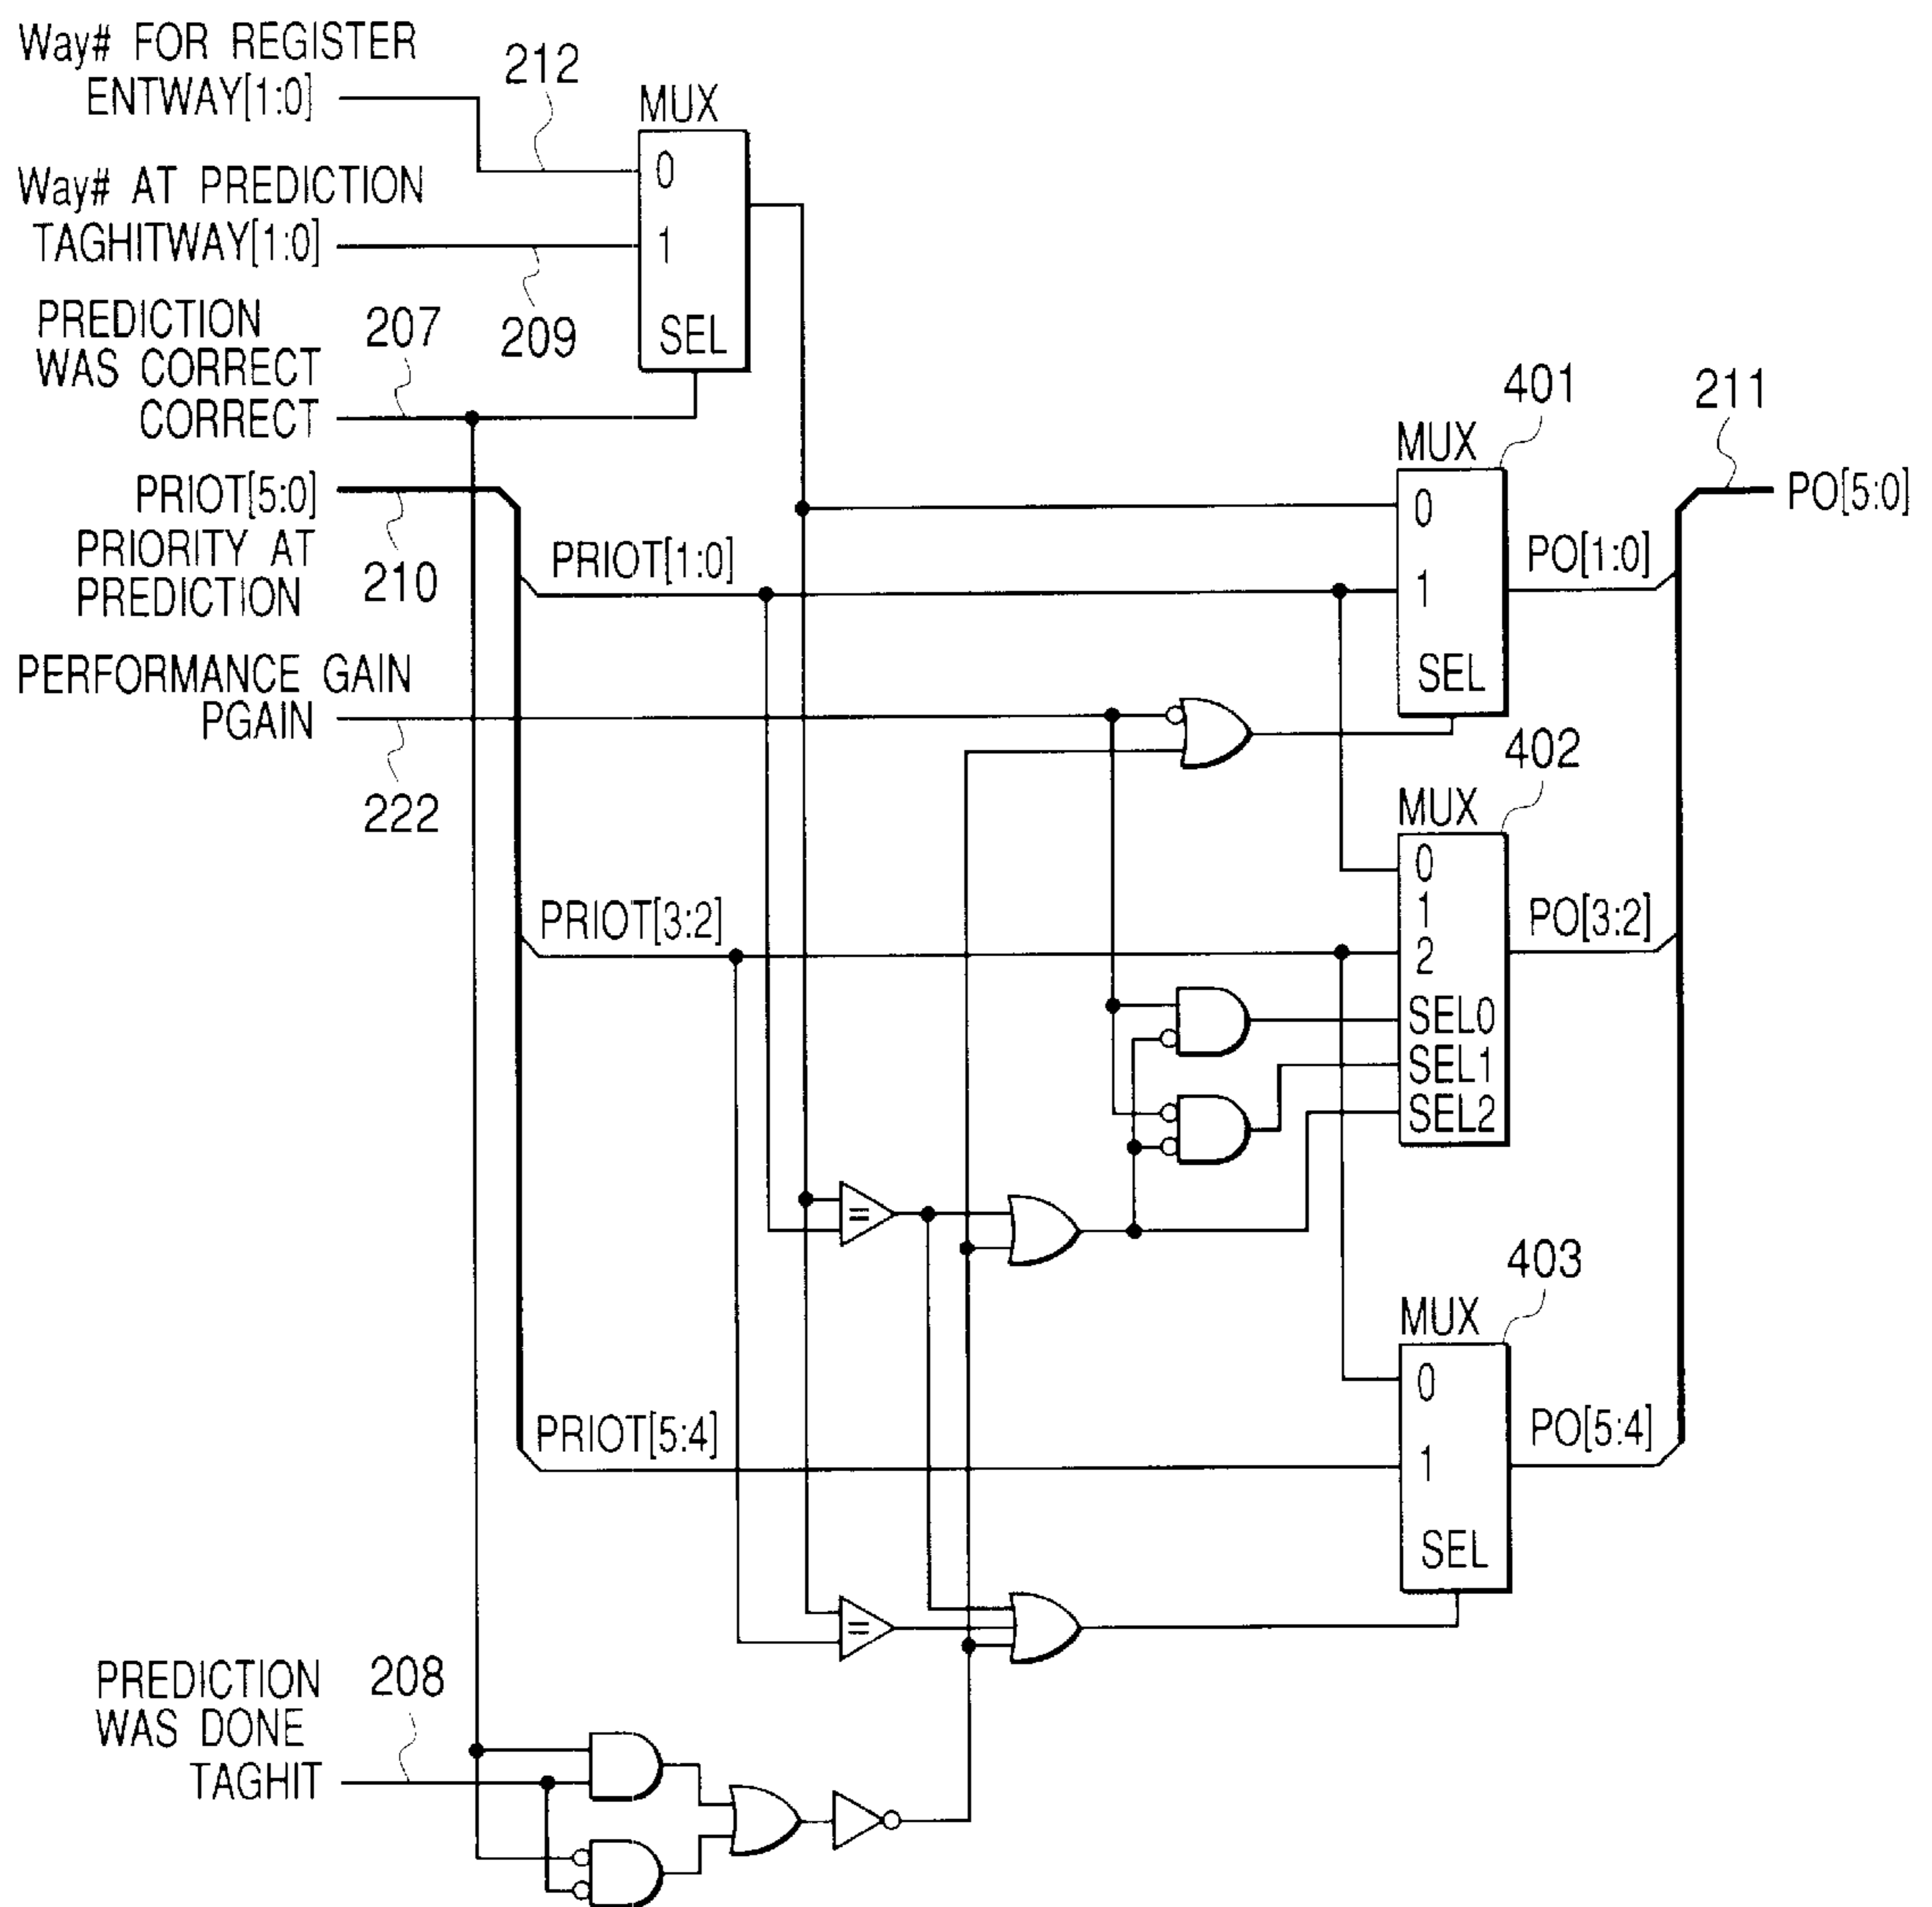 Way# FOR REGISTER
ENTWAY[1:0]
212
MUX
0
1
SEL
Way# AT PREDICTION
TAGHITWAY[1:0]
209
PREDICTION
WAS CORRECT
CORRECT
207
PRIOT[5:0]
PRIORITY AT
PREDICTION
210
PRIOT[1:0]
PERFORMANCE GAIN
PGAIN
222
401
MUX
0
1
SEL
PO[1:0]
211
PO[5:0]
402
MUX
0
1
2
SEL0
SEL1
SEL2
PO[3:2]
PRIOT[3:2]
=
403
MUX
0
1
SEL
PO[5:4]
PRIOT[5:4]
=
PREDICTION
WAS DONE
TAGHIT
208